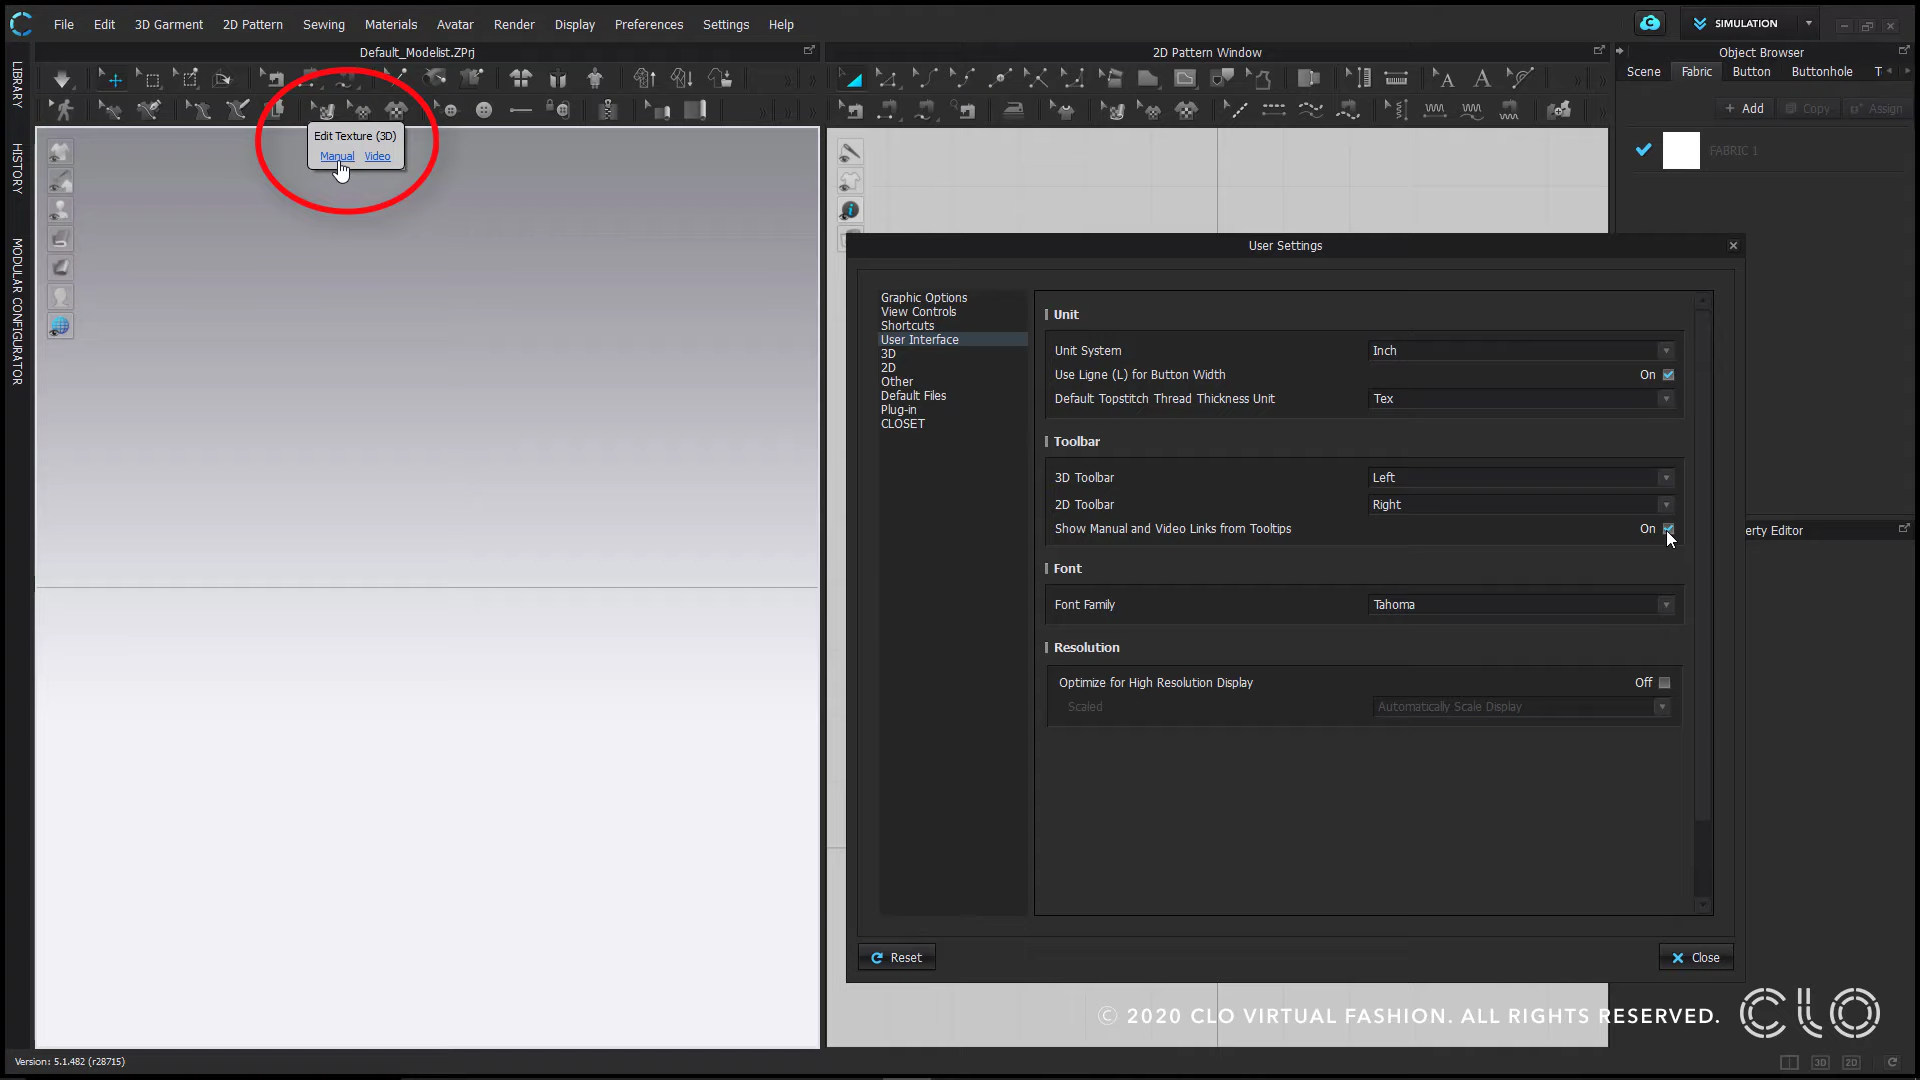 File Edit 3D Garment 2D Pattern Sewing Materials Avatar Render Display Preferences Settings Help
SIMULATION
Default_Modelist.ZPrj
2D Pattern Window
Object Browser
Scene Fabric Button Buttonhole T
+ Add Copy Assign
FABRIC 1
LIBRARY
HISTORY
MODULAR CONFIGURATOR
Edit Texture (3D)
Manual Video
User Settings
Graphic Options
View Controls
Shortcuts
User Interface
3D
2D
Other
Default Files
Plug-in
CLOSET
Unit
Unit System Inch
Use Ligne (L) for Button Width On
Default Topstitch Thread Thickness Unit Tex
Toolbar
3D Toolbar Left
2D Toolbar Right
Show Manual and Video Links from Tooltips On
Font
Font Family Tahoma
Resolution
Optimize for High Resolution Display Off
Scaled Automatically Scale Display
erty Editor
Reset
Close
© 2020 CLO VIRTUAL FASHION. ALL RIGHTS RESERVED.
CLO
Version: 5.1.482 (r28715)
3D 2D